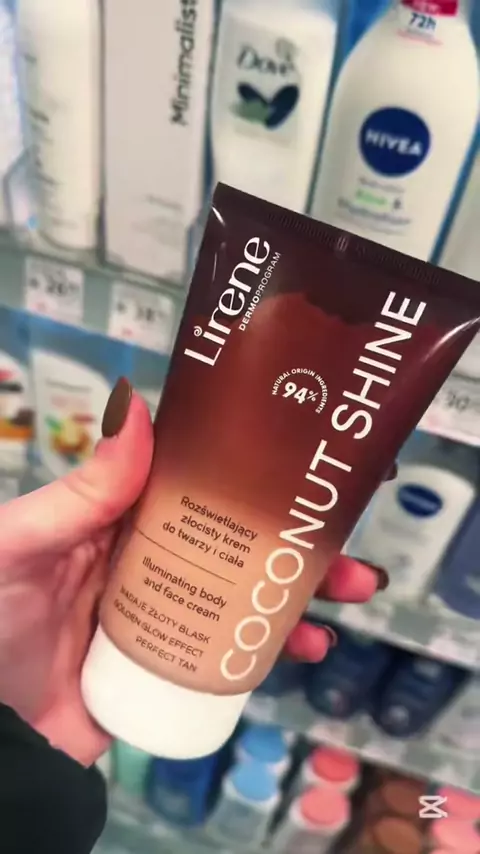 Minimalist
Dove
72h
NIVEA
Lirene
DERMOPROGRAM
NATURAL ORIGIN INGREDIENTS
94%
COCONUT SHINE
Rozświetlający
złocisty krem
do twarzy i ciała
Illuminating body
and face cream
NADAJE ZŁOTY BLASK
GOLDEN GLOW EFFECT
PERFECT TAN